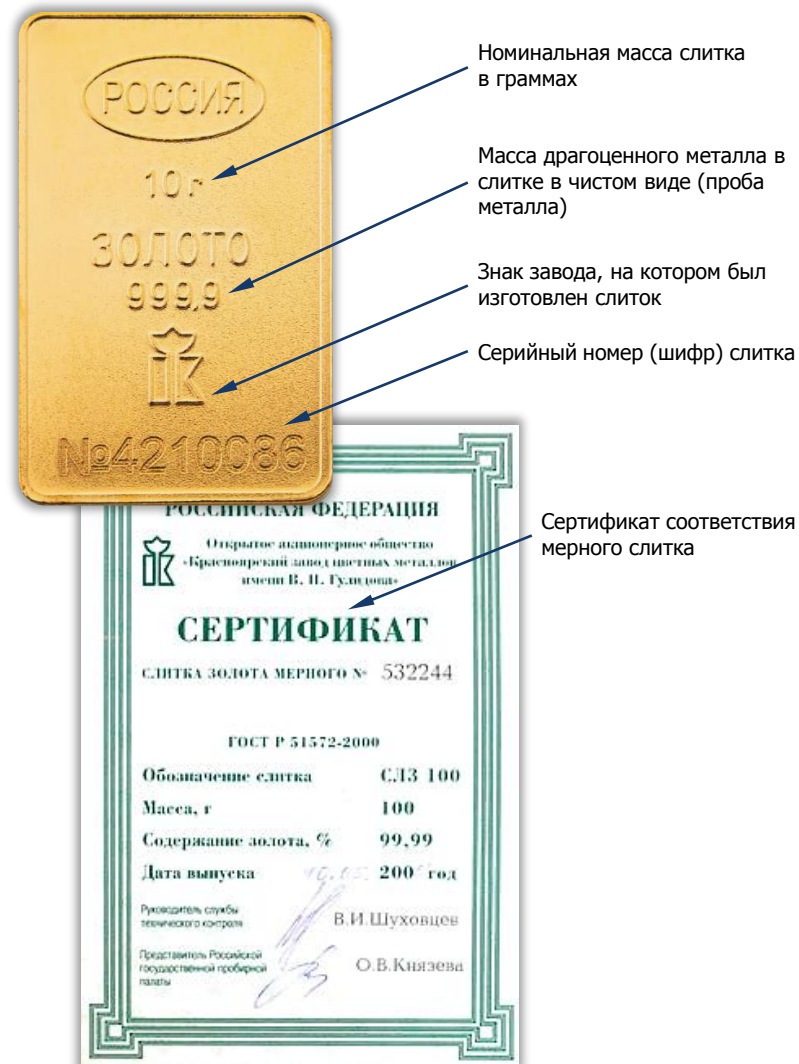 РОССИЯ
10г
ЗОЛОТО
999,9
№4210086
Номинальная масса слитка
в граммах
Масса драгоценного металла в
слитке в чистом виде (проба
металла)
Знак завода, на котором был
изготовлен слиток
Серийный номер (шифр) слитка
Сертификат соответствия
мерного слитка
РОССИЙСКАЯ ФЕДЕРАЦИЯ
Открытое акционерное общество
«Красноярский завод цветных металлов
имени В. Н. Гулидова»
СЕРТИФИКАТ
СЛИТКА ЗОЛОТА МЕРНОГО № 532244
ГОСТ Р 51572-2000
Обозначение слитка СЛЗ 100
Масса, г 100
Содержание золота, % 99,99
Дата выпуска 200 год
Руководитель службы
технического контроля В.И.Шуховцев
Представитель Российской
государственной пробирной
палаты О.В.Князева